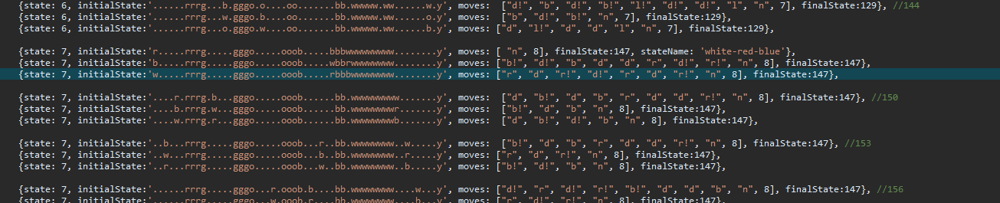 {state: 6, initialState:'......rrrg...b.gggo.o....oo.......bb.wwwww.ww......w.y', moves:  ["d!", "b", "d!", "b!", "l!", "d!", "d!", "l", "n", 7], finalState:129}, //144
{state: 6, initialState:'......rrrg...w.gggo.b....oo.......bb.wwwww.ww......o.y', moves: ["b", "d!", "b!", "n", 7], finalState:129},
{state: 6, initialState:'......rrrg...o.gggo.w....oo.......bb.wwwww.ww......b.y', moves: ["d", "l!", "d", "d", "l", "n", 7], finalState:129},
{state: 7, initialState:'r.....rrrg.....gggo.....ooob.....bbbwwwwwwwww........y', moves: [ "n", 8], finalState:147, stateName: 'white-red-blue'},
{state: 7, initialState:'b.....rrrg.....gggo.....ooob.....wbbrwwwwwwww........y', moves: ["b!", "d!", "b", "d", "d", "r", "d!", "r!", "n", 8], finalState:147},
{state: 7, initialState:'w.....rrrg.....gggo.....ooob.....rbbbwwwwwwww........y', moves: ["r", "d", "r!", "d!", "r", "d", "r!", "n", 8], finalState:147},
{state: 7, initialState:'....r.rrrg.b...gggo.....ooob......bb.wwwwwwwww.......y', moves:  ["d", "b!", "d", "b", "r", "d", "d", "r!", "n", 8], finalState:147}, //150
{state: 7, initialState:'....b.rrrg.w...gggo.....ooob......bb.wwwwwwwwr.......y', moves: ["b!", "d", "b", "n", 8], finalState:147},
{state: 7, initialState:'....w.rrrg.r...gggo.....ooob......bb.wwwwwwwwb.......y', moves: ["d", "b!", "d!", "b", "n", 8], finalState:147},
{state: 7, initialState:'..b...rrrg.....gggo.....ooob...r..bb.wwwwwwww..w.....y', moves:  ["b!", "d", "b", "r", "d", "d", "r!", "n", 8], finalState:147}, //153
{state: 7, initialState:'..w...rrrg.....gggo.....ooob...b..bb.wwwwwwww..r.....y', moves: ["r", "d", "r!", "n", 8], finalState:147},
{state: 7, initialState:'..r...rrrg.....gggo.....ooob...w..bb.wwwwwwww..b.....y', moves: ["b!", "d!", "b", "n", 8], finalState:147},
{state: 7, initialState:'......rrrg.....gggo...r.ooob.b....bb.wwwwwwww....w...y', moves:  ["d!", "r", "d!", "r!", "b!", "d", "d", "b", "n", 8], finalState:147}, //156
{state: 7, initialState:'......rrrg.....gggo...w.ooob.r....bb.wwwwwwww....b...y', moves: ["r", "d!", "r!", "n", 8], finalState:147},